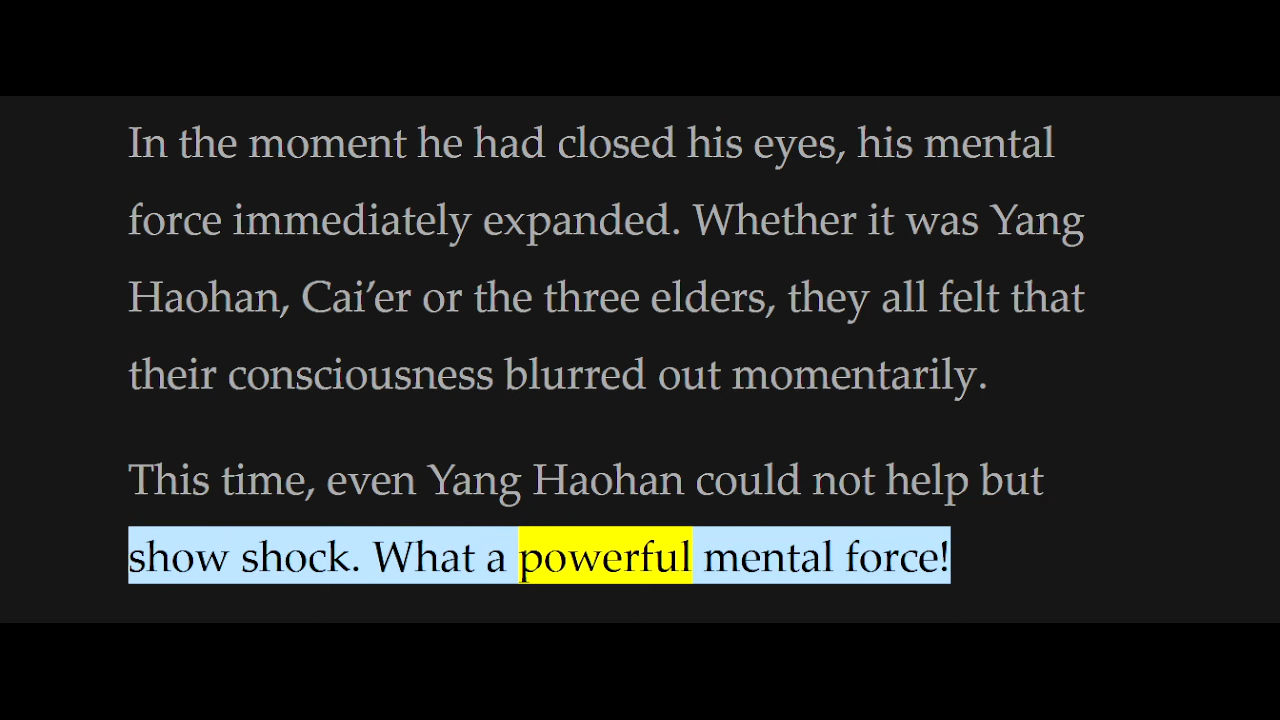 In the moment he had closed his eyes, his mental
force immediately expanded. Whether it was Yang
Haohan, Cai’er or the three elders, they all felt that
their consciousness blurred out momentarily.
This time, even Yang Haohan could not help but
show shock. What a powerful mental force!